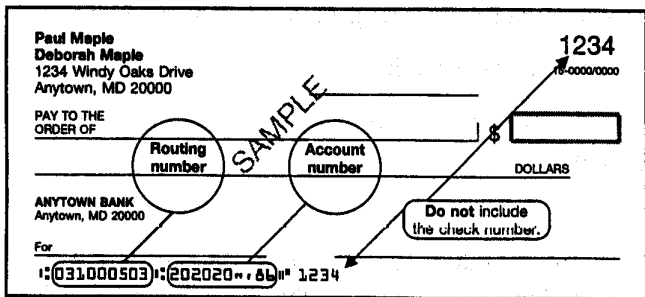 Paul Maple
Deborah Maple
1234 Windy Oaks Drive
Anytown, MD 20000
1234
15-0000/0000
SAMPLE
PAY TO THE
ORDER OF
$
Routing
number
Account
number
DOLLARS
ANYTOWN BANK
Anytown, MD 20000
Do not include
the check number.
For
⑆031000503⑆ 202020 86⑈ 1234